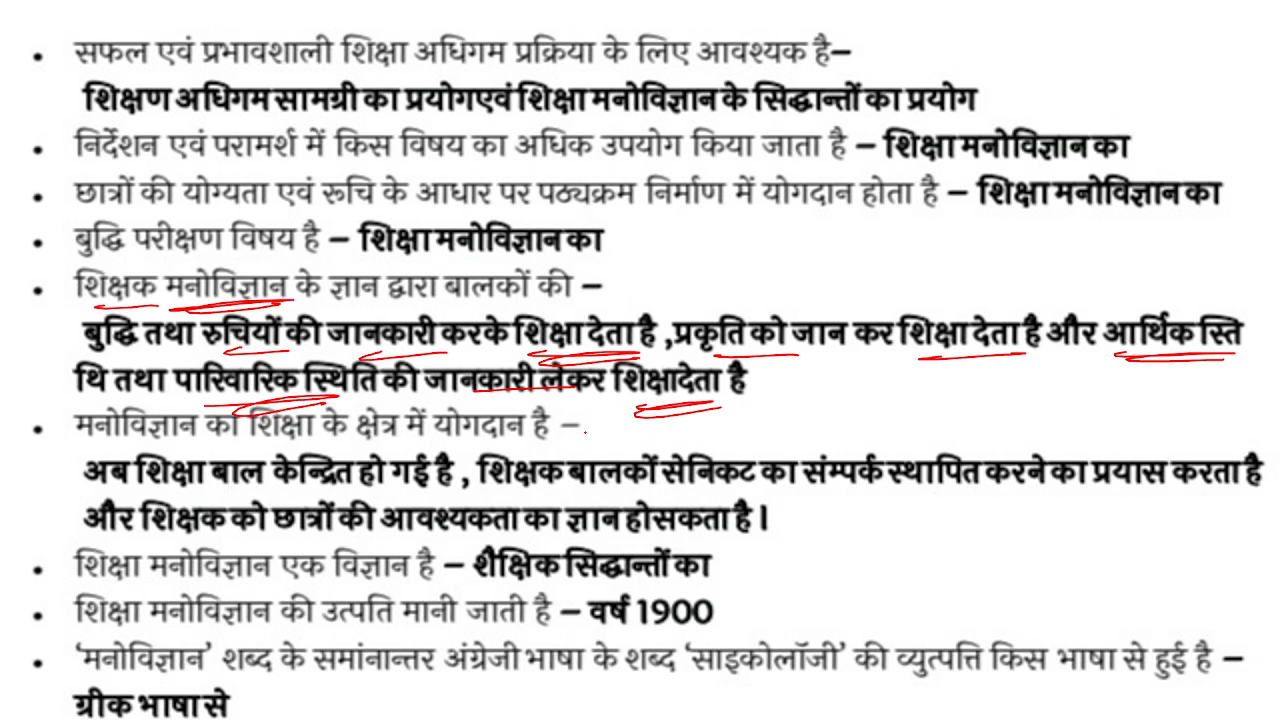 • सफल एवं प्रभावशाली शिक्षा अधिगम प्रक्रिया के लिए आवश्यक है–
शिक्षण अधिगम सामग्री का प्रयोगएवं शिक्षा मनोविज्ञान के सिद्धान्तों का प्रयोग
• निर्देशन एवं परामर्श में किस विषय का अधिक उपयोग किया जाता है – शिक्षा मनोविज्ञान का
• छात्रों की योग्यता एवं रूचि के आधार पर पठ्यक्रम निर्माण में योगदान होता है – शिक्षा मनोविज्ञान का
• बुद्धि परीक्षण विषय है – शिक्षा मनोविज्ञान का
• शिक्षक मनोविज्ञान के ज्ञान द्वारा बालकों की –
बुद्धि तथा रुचियों की जानकारी करके शिक्षा देता है ,प्रकृति को जान कर शिक्षा देता है और आर्थिक स्ति
थि तथा पारिवारिक स्थिति की जानकारी लेकर शिक्षादेता है
• मनोविज्ञान का शिक्षा के क्षेत्र में योगदान है –
अब शिक्षा बाल केन्द्रित हो गई है , शिक्षक बालकों सेनिकट का संम्पर्क स्थापित करने का प्रयास करता है
और शिक्षक को छात्रों की आवश्यकता का ज्ञान होसकता है ।
• शिक्षा मनोविज्ञान एक विज्ञान है – शैक्षिक सिद्धान्तों का
• शिक्षा मनोविज्ञान की उत्पति मानी जाती है – वर्ष 1900
• ‘मनोविज्ञान’ शब्द के समांनान्तर अंग्रेजी भाषा के शब्द ‘साइकोलॉजी’ की व्युत्पत्ति किस भाषा से हुई है –
ग्रीक भाषा से